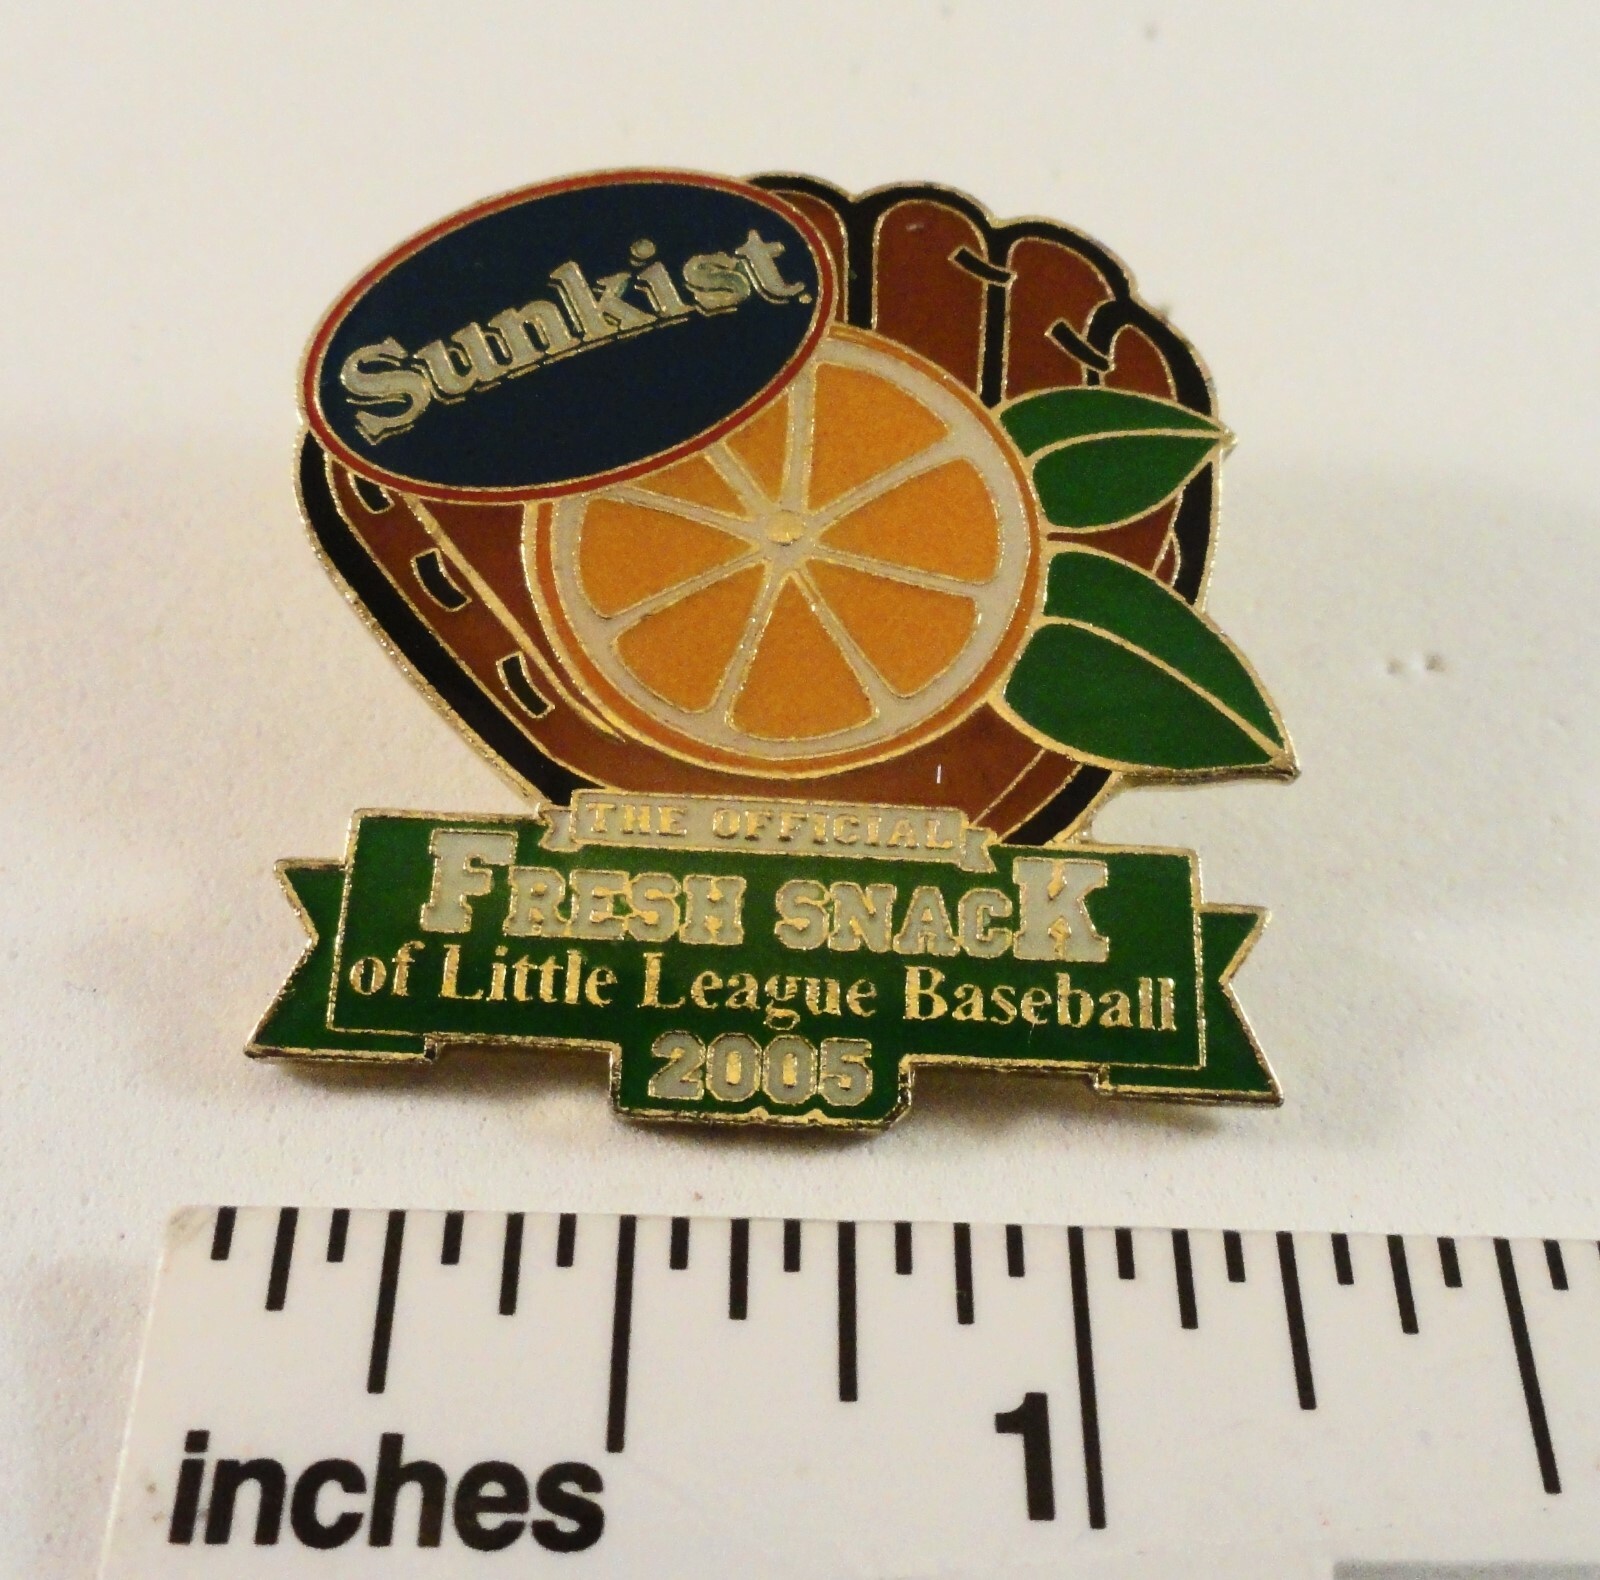 Sunkist.
THE OFFICIAL
FRESH SNACK
of Little League Baseball
2005
1
inches